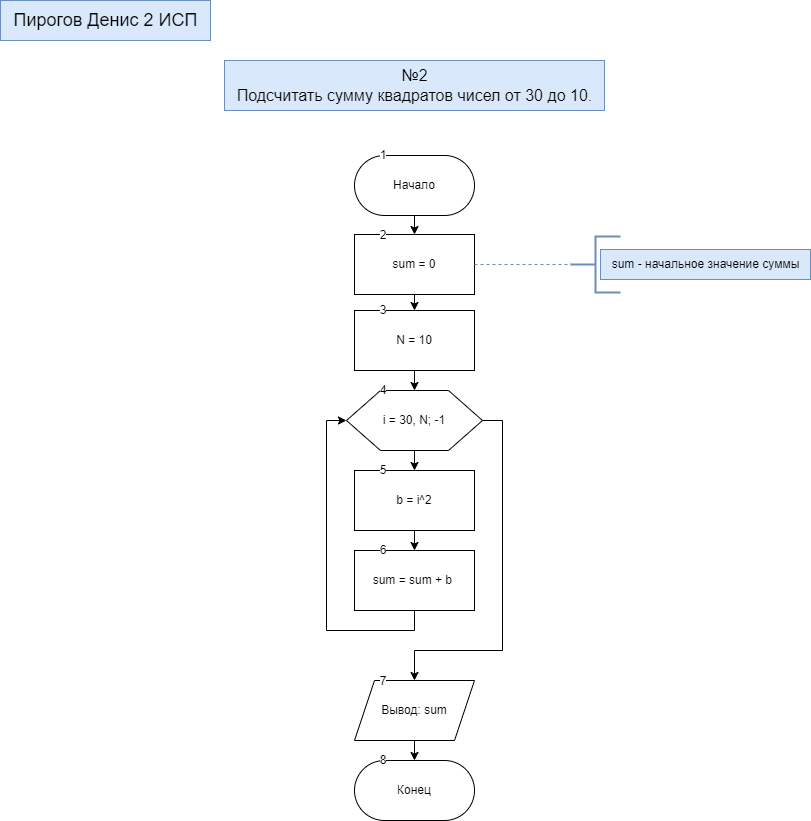 Пирогов Денис 2 ИСП
№2
Подсчитать сумму квадратов чисел от 30 до 10.
1
Начало
2
sum = 0
sum - начальное значение суммы
3
N = 10
4
i = 30, N; -1
5
b = i^2
6
sum = sum + b
7
Вывод: sum
8
Конец